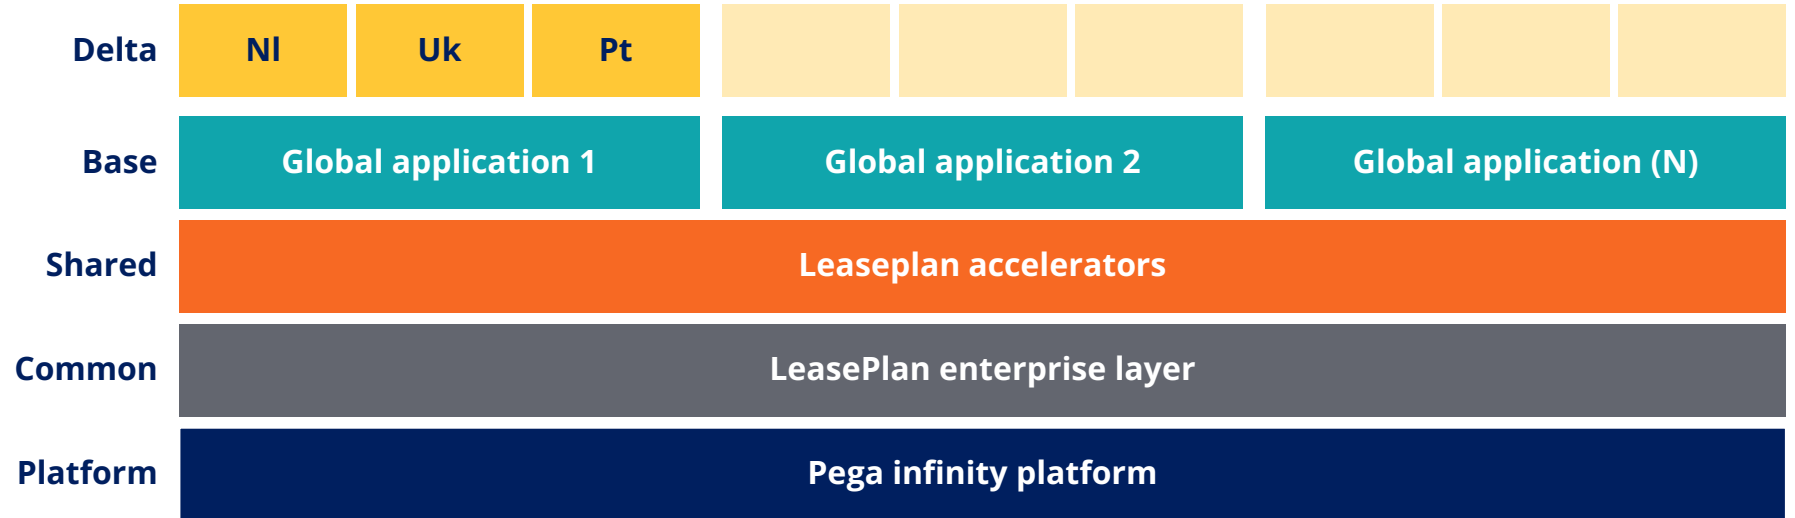 Delta
Nl
Uk
Pt
Base
Global application 1
Global application 2
Global application (N)
Shared
Leaseplan accelerators
Common
LeasePlan enterprise layer
Platform
Pega infinity platform